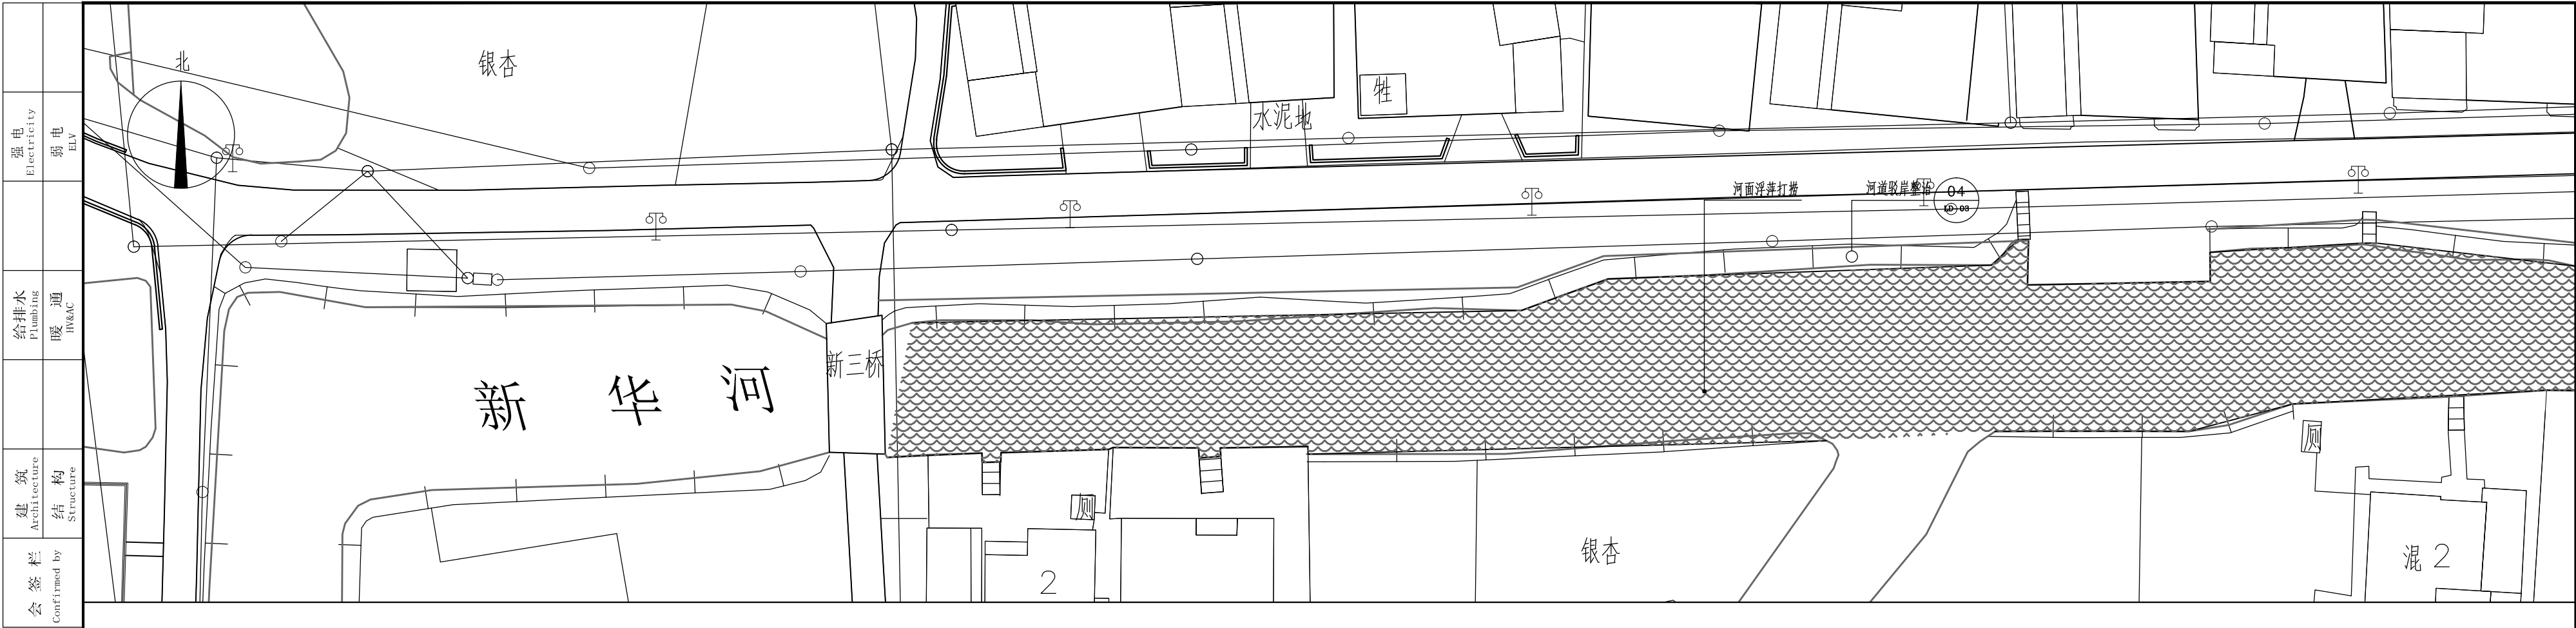 强电
Electricity
弱电
ELV
给排水
Plumbing
暖通
HV&AC
建筑
Architecture
结构
Structure
会签栏
Confirmed by
北
银杏
水泥地
牲
河面浮萍打捞
河道驳岸整治
04
LD-03
新三桥
新华河
厕
2
银杏
厕
混2